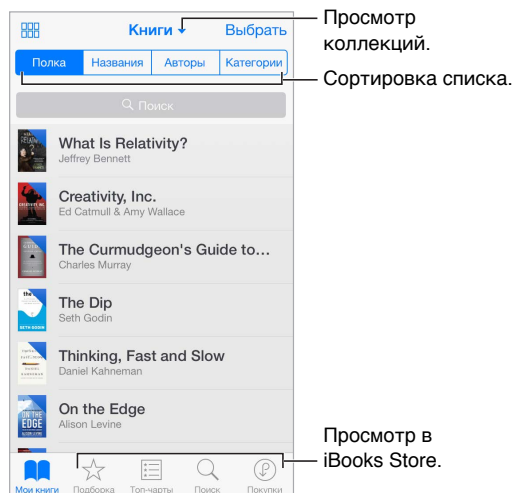 Книги
Выбрать
Просмотр
коллекций.
Полка Названия Авторы Категории
Сортировка списка.
Поиск
What Is Relativity?
Jeffrey Bennett
Creativity, Inc.
Ed Catmull & Amy Wallace
The Curmudgeon's Guide to…
Charles Murray
The Dip
Seth Godin
Thinking, Fast and Slow
Daniel Kahneman
On the Edge
Alison Levine
Просмотр в
iBooks Store.
Мои книги Подборка Топ-чарты Поиск Покупки